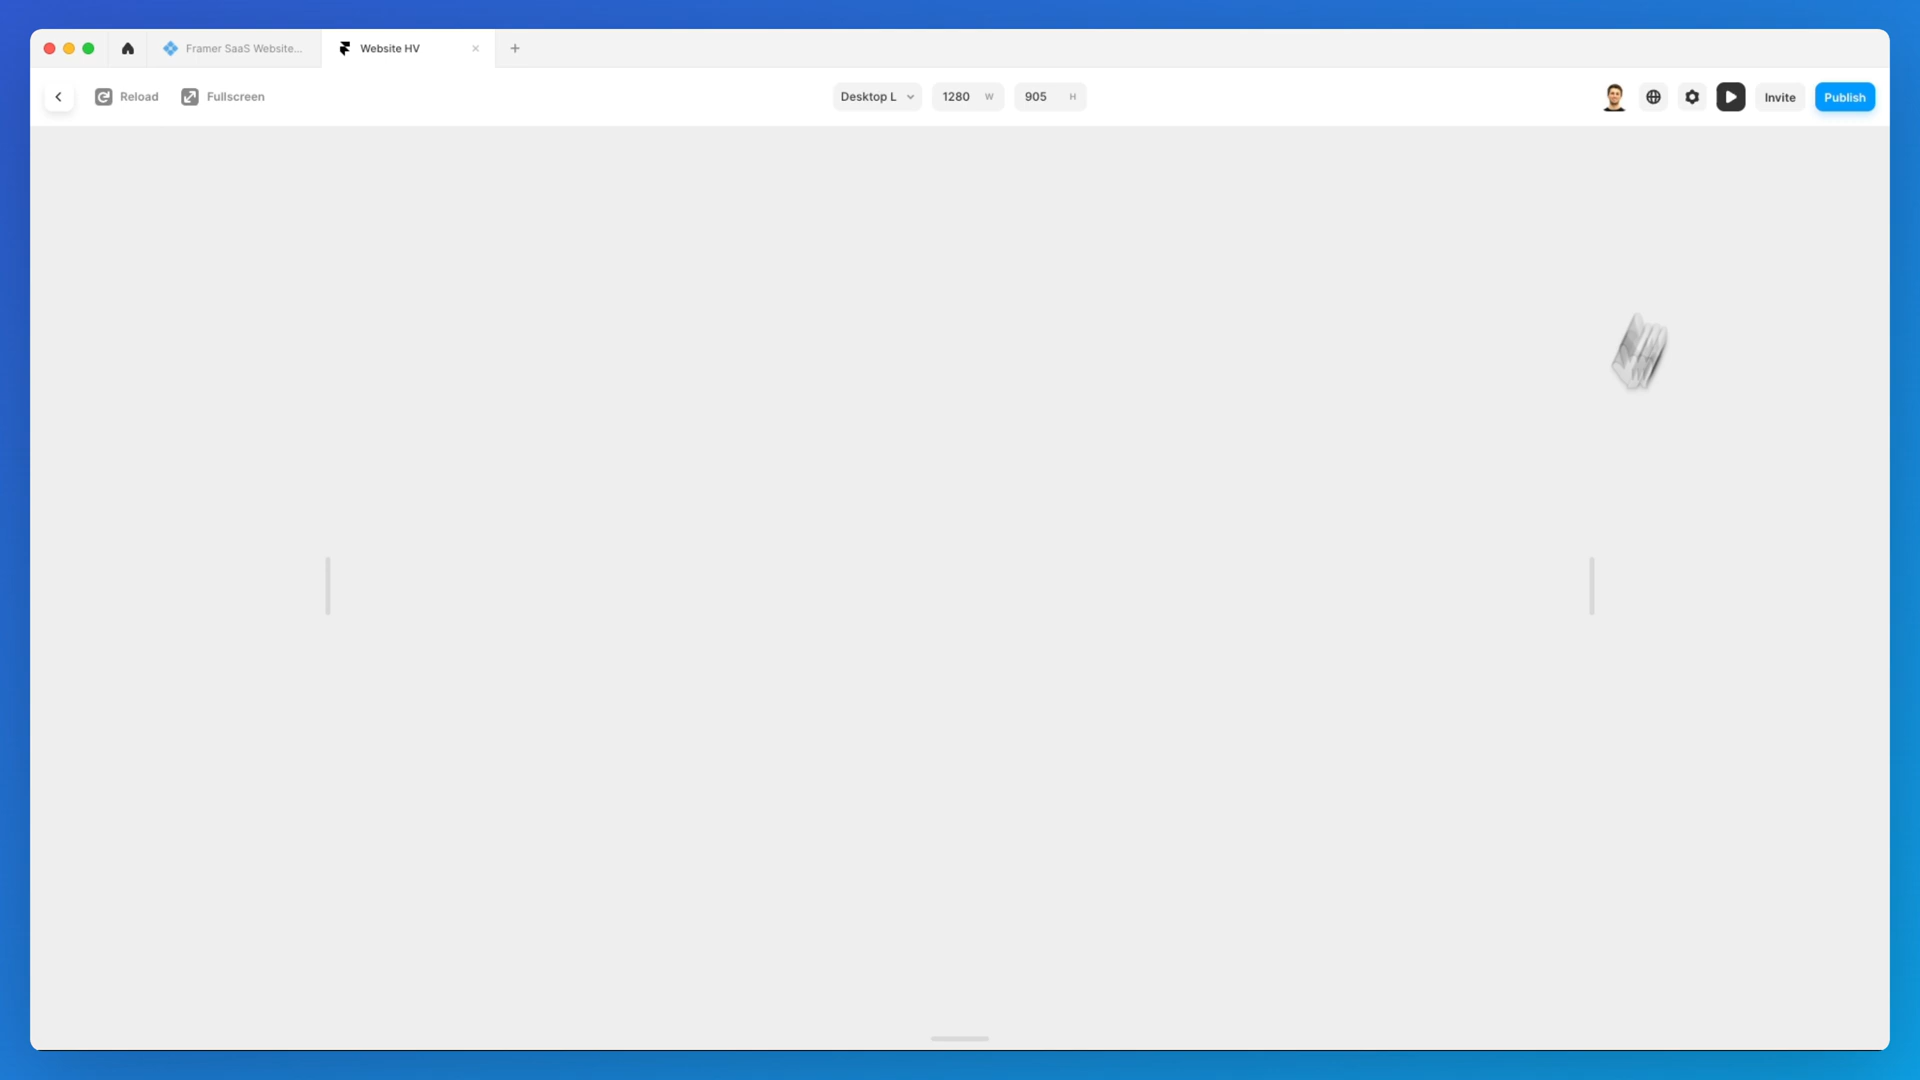 Framer SaaS Website...
Website HV
Reload
Fullscreen
Desktop L
1280 W
905 H
Invite
Publish